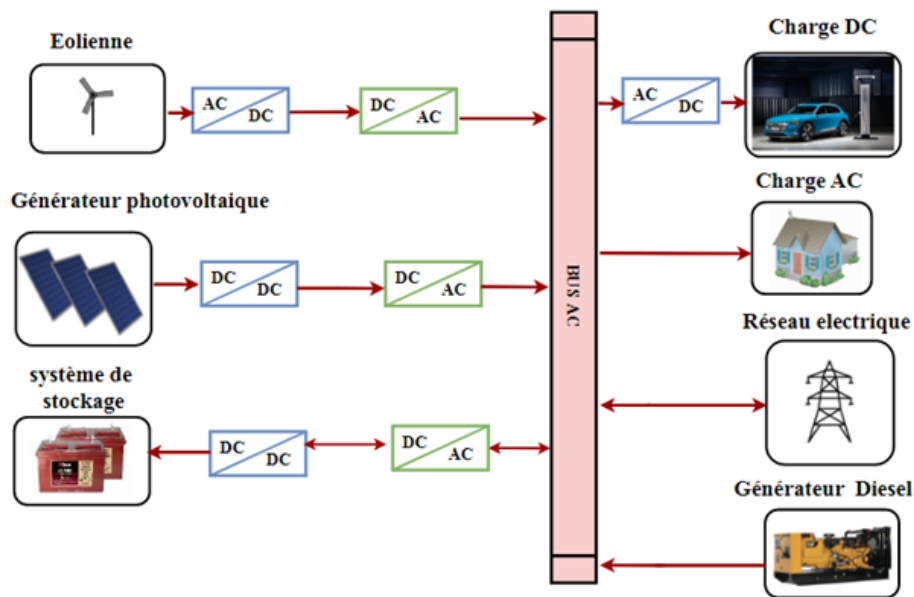 Eolienne
AC
DC
DC
AC
Générateur photovoltaique
DC
DC
DC
AC
système de
stockage
DC
DC
DC
AC
BUS AC
Charge DC
AC
DC
Charge AC
Réseau electrique
Générateur Diesel